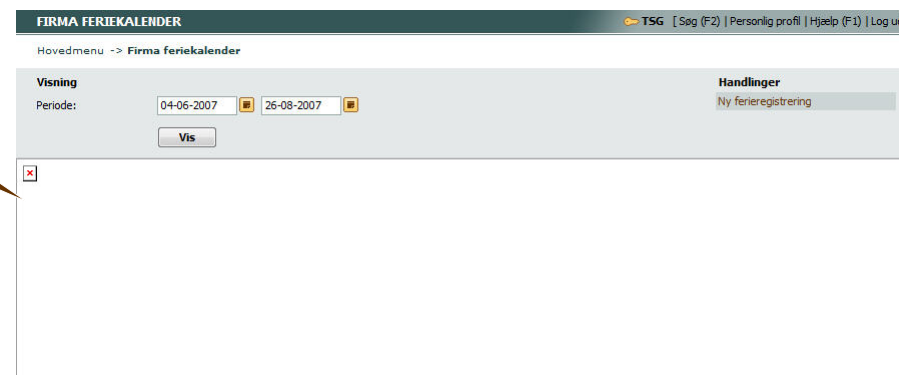 FIRMA FERIEKALENDER TSG [ Søg (F2) | Personlig profil | Hjælp (F1) | Log u
Hovedmenu -> Firma feriekalender
Visning Handlinger
Periode: 04-06-2007 26-08-2007 Ny ferieregistrering
Vis